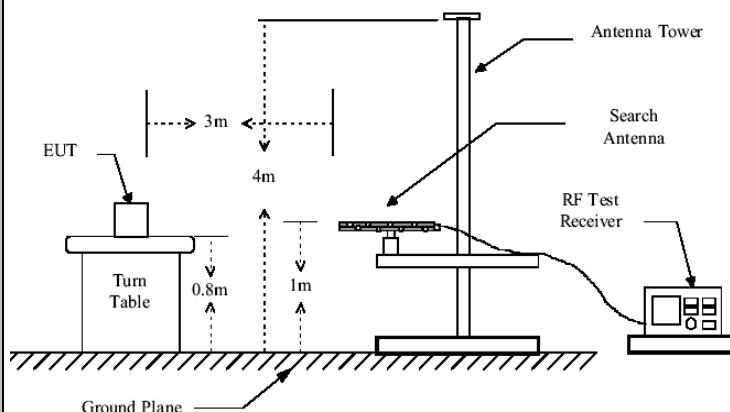 Antenna Tower
3m
Search
Antenna
EUT
4m
RF Test
Receiver
Turn
Table
0.8m
1m
Ground Plane